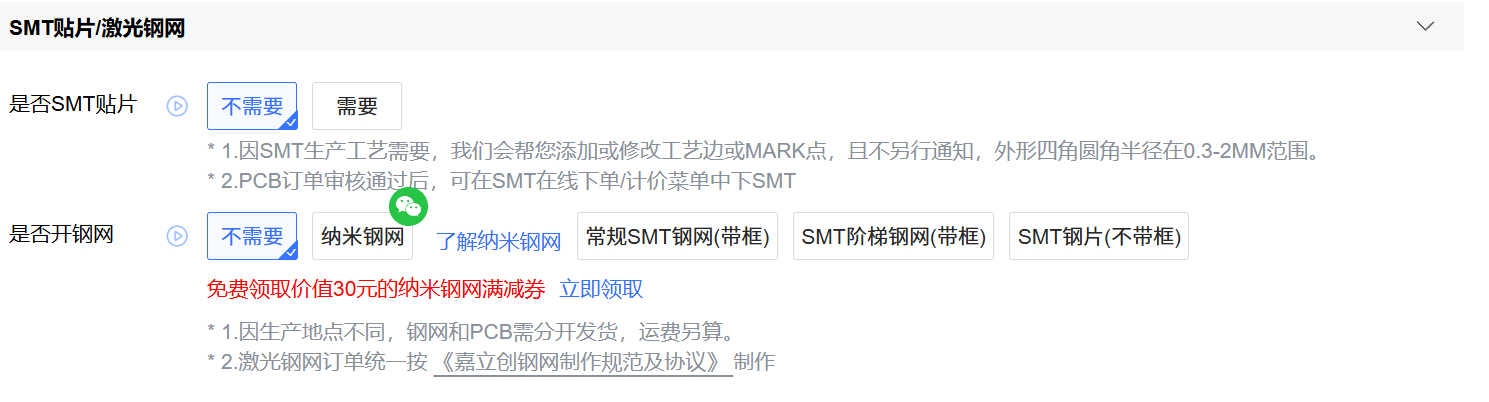 SMT贴片/激光钢网
是否SMT贴片 不需要 需要
* 1.因SMT生产工艺需要，我们会帮您添加或修改工艺边或MARK点，且不另行通知，外形四角圆角半径在0.3-2MM范围。
* 2.PCB订单审核通过后，可在SMT在线下单/计价菜单中下SMT
是否开钢网 不需要 纳米钢网 了解纳米钢网 常规SMT钢网(带框) SMT阶梯钢网(带框) SMT钢片(不带框)
免费领取价值30元的纳米钢网满减券 立即领取
* 1.因生产地点不同，钢网和PCB需分开发货，运费另算。
* 2.激光钢网订单统一按《嘉立创钢网制作规范及协议》制作